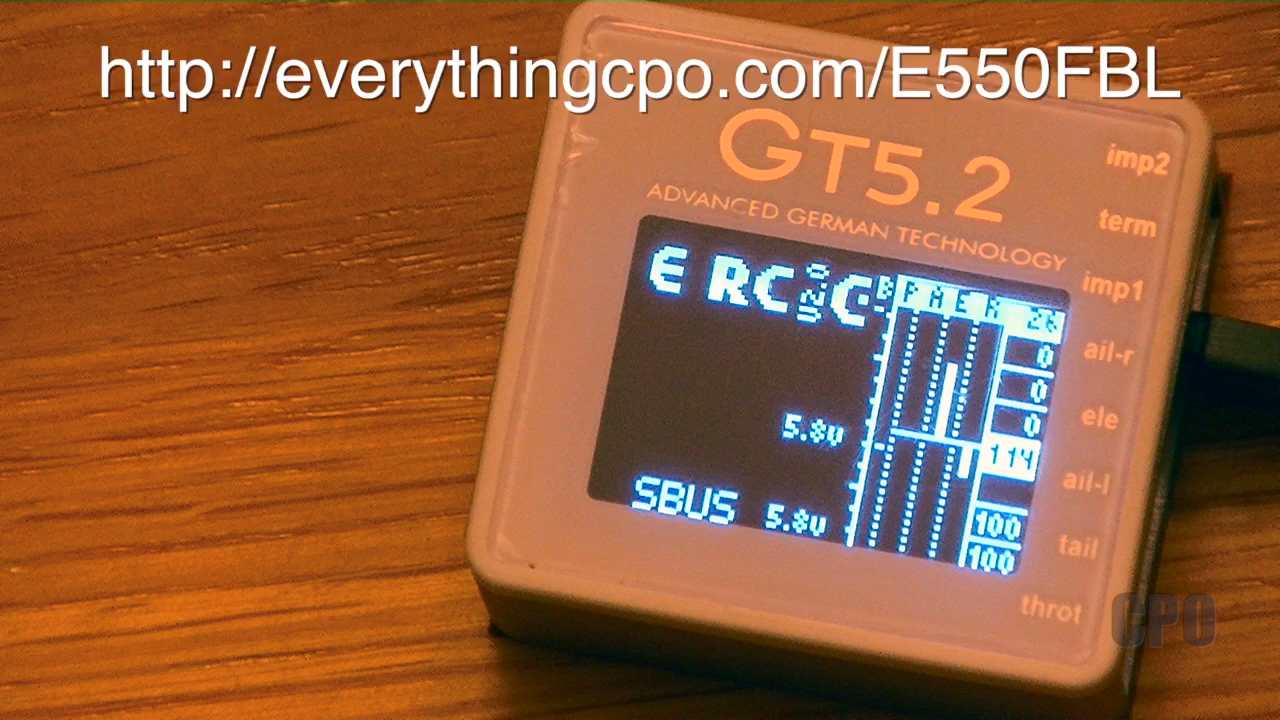 http://everythingcpo.com/E550FBL
GT5.2
ADVANCED GERMAN TECHNOLOGY
imp2
term
imp1
ail-r
ele
ail-l
tail
throt
P A E R
0
0
0
5.8V
114
SBUS 5.8V
100
100
CPO